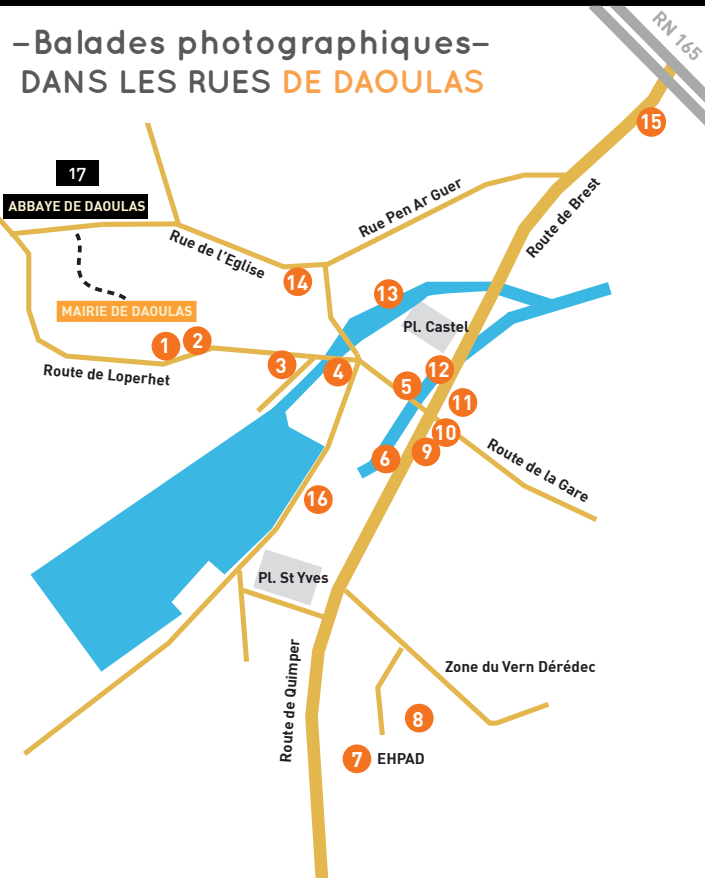 –Balades photographiques–
DANS LES RUES DE DAOULAS
RN 165
15
17
ABBAYE DE DAOULAS
Rue Pen Ar Guer
Route de Brest
Rue de l'Eglise
14
13
MAIRIE DE DAOULAS
Pl. Castel
1
2
3
4
12
5
11
Route de Loperhet
10
9
6
Route de la Gare
16
Pl. St Yves
Route de Quimper
Zone du Vern Dérédec
8
7
EHPAD